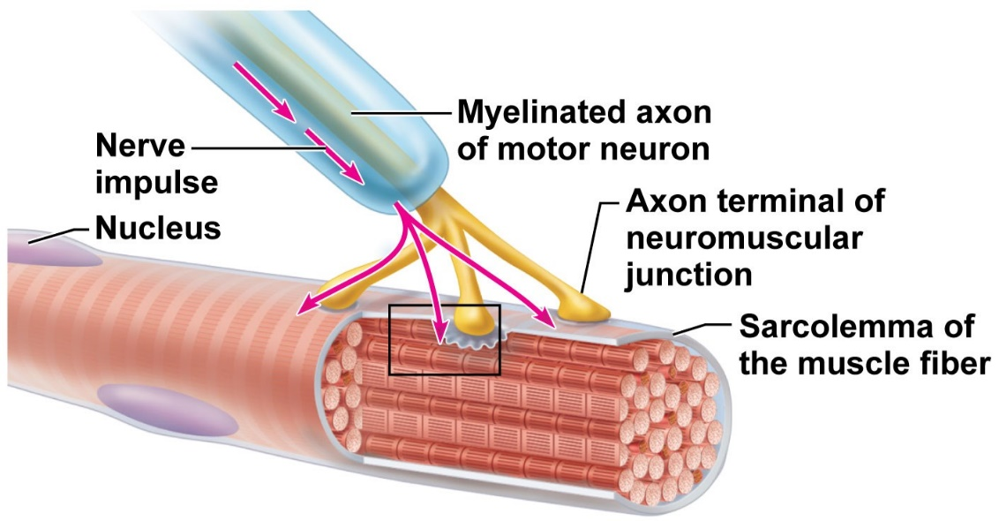 Myelinated axon
of motor neuron
Nerve
impulse
Nucleus
Axon terminal of
neuromuscular
junction
Sarcolemma of
the muscle fiber